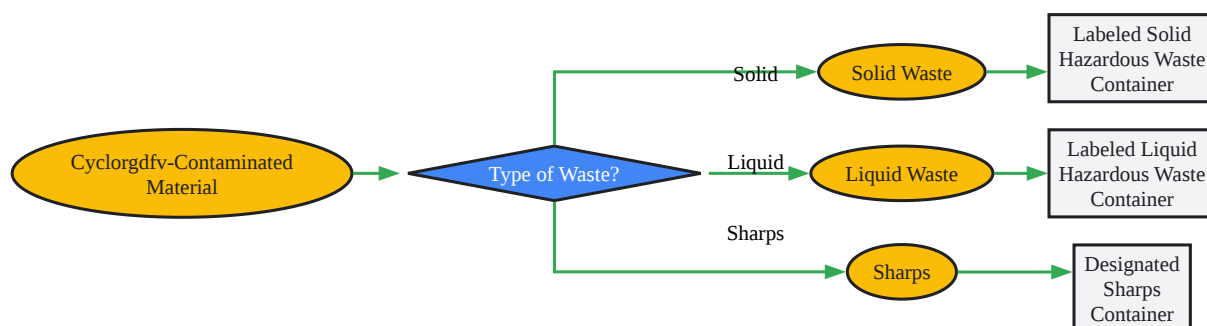 Cyclorgdfv-Contaminated
Material
Type of Waste?
Solid
Solid Waste
Labeled Solid
Hazardous Waste
Container
Liquid
Liquid Waste
Labeled Liquid
Hazardous Waste
Container
Sharps
Sharps
Designated
Sharps
Container